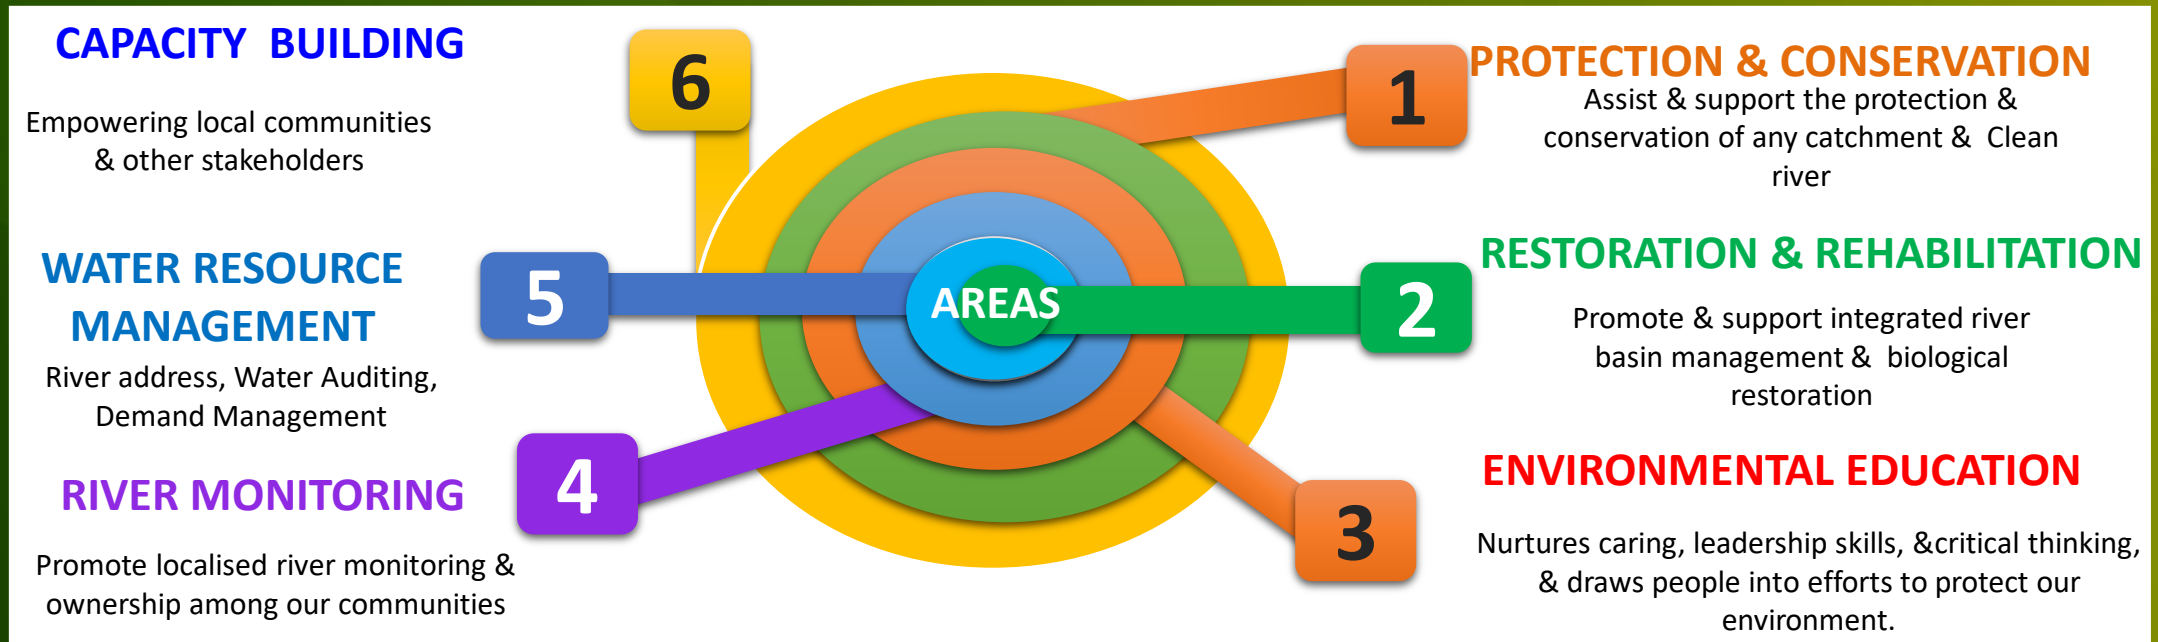 CAPACITY BUILDING
Empowering local communities
& other stakeholders
6
1
PROTECTION & CONSERVATION
Assist & support the protection &
conservation of any catchment & Clean
river
WATER RESOURCE
MANAGEMENT
River address, Water Auditing,
Demand Management
5
AREAS
2
RESTORATION & REHABILITATION
Promote & support integrated river
basin management & biological
restoration
RIVER MONITORING
Promote localised river monitoring &
ownership among our communities
4
3
ENVIRONMENTAL EDUCATION
Nurtures caring, leadership skills, &critical thinking,
& draws people into efforts to protect our
environment.